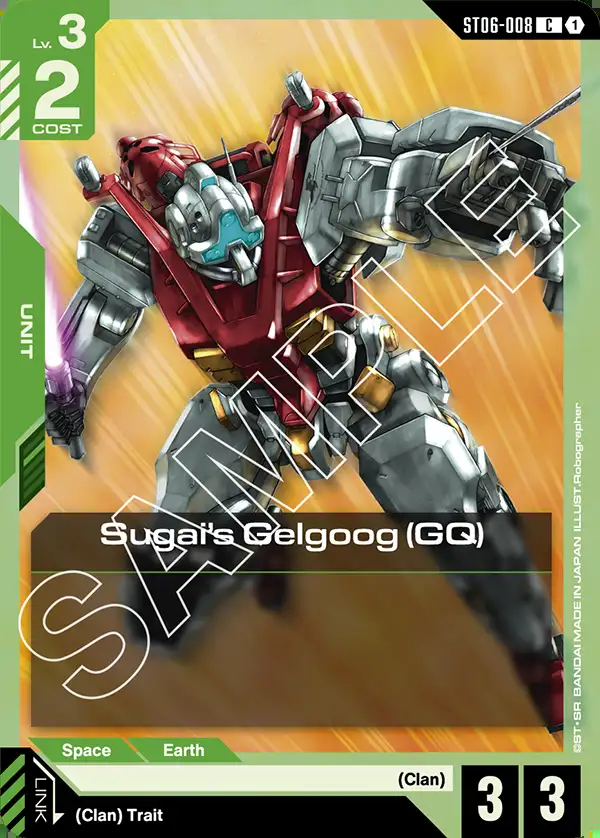 Lv. 3
2
COST
ST06-008 C 1
UNIT
SAMPLE
Sugai's Gelgoog (GQ)
©ST・SR BANDAI MADE IN JAPAN ILLUST.Robographer
Space Earth
(Clan)
LINK
(Clan) Trait
3 3